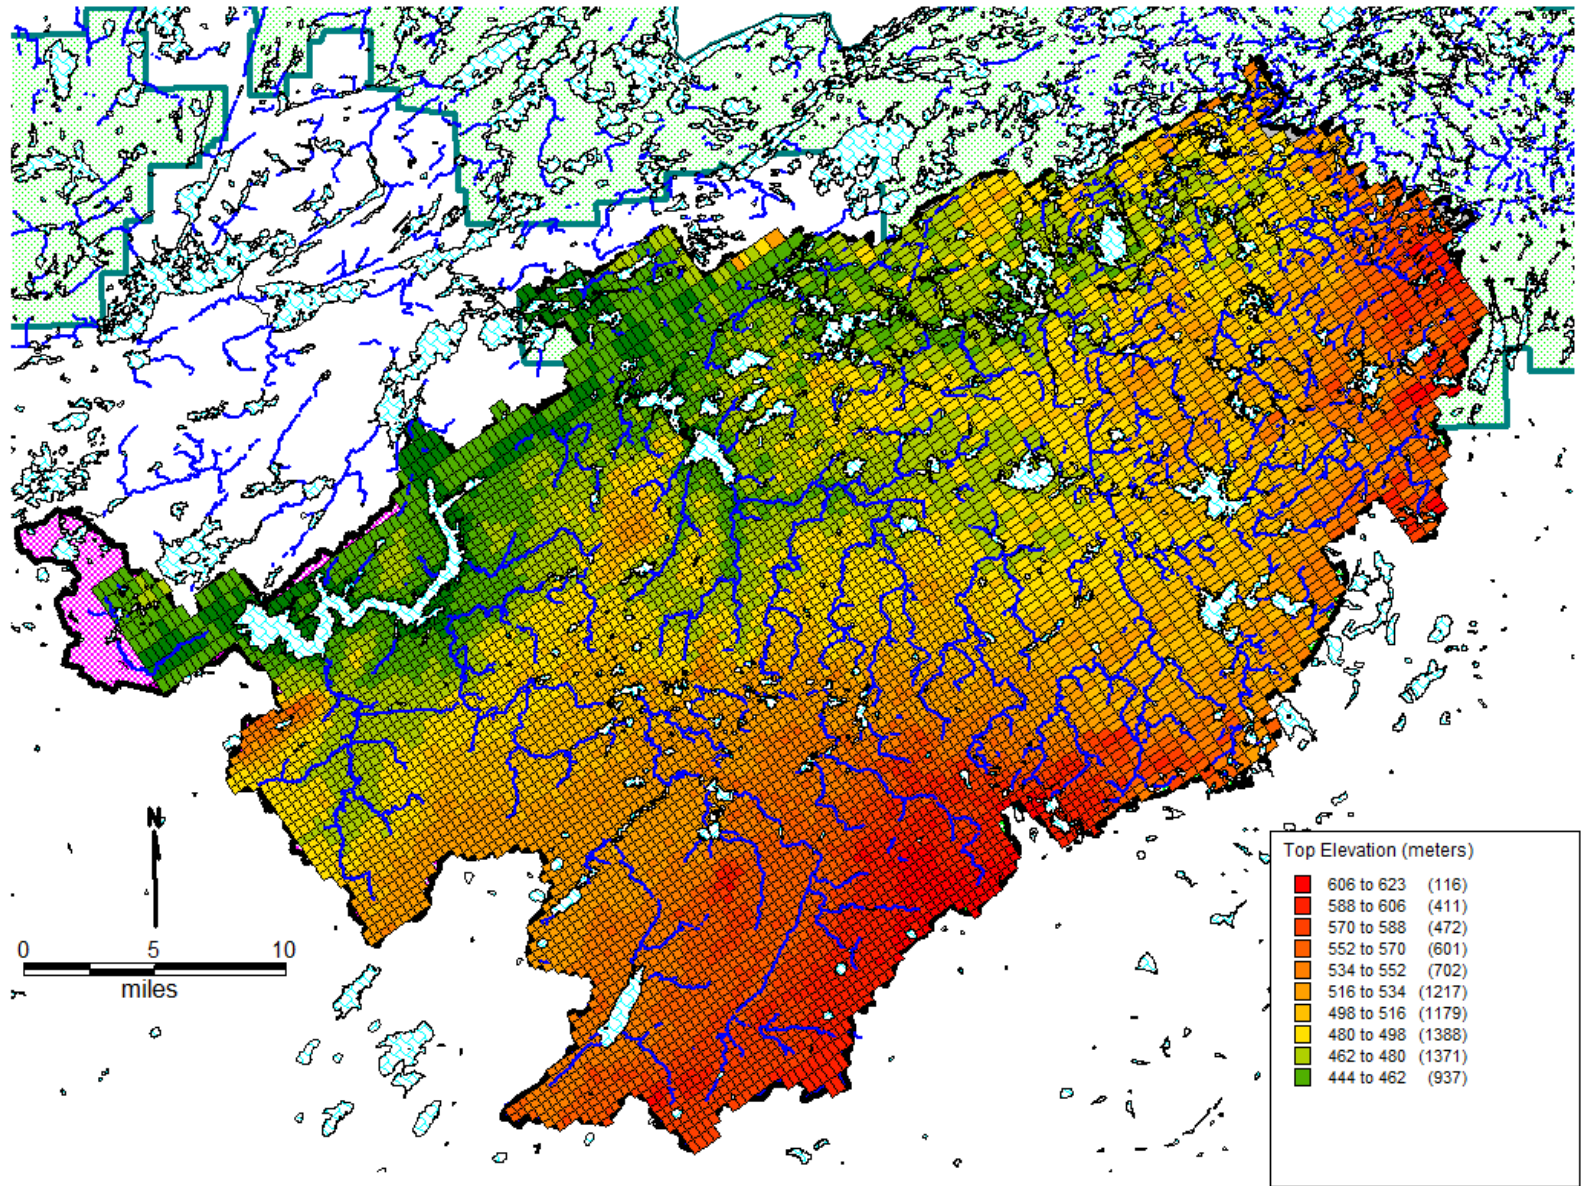 N
0 5 10
miles
Top Elevation (meters)
606 to 623 (116)
588 to 606 (411)
570 to 588 (472)
552 to 570 (601)
534 to 552 (702)
516 to 534 (1217)
498 to 516 (1179)
480 to 498 (1388)
462 to 480 (1371)
444 to 462 (937)